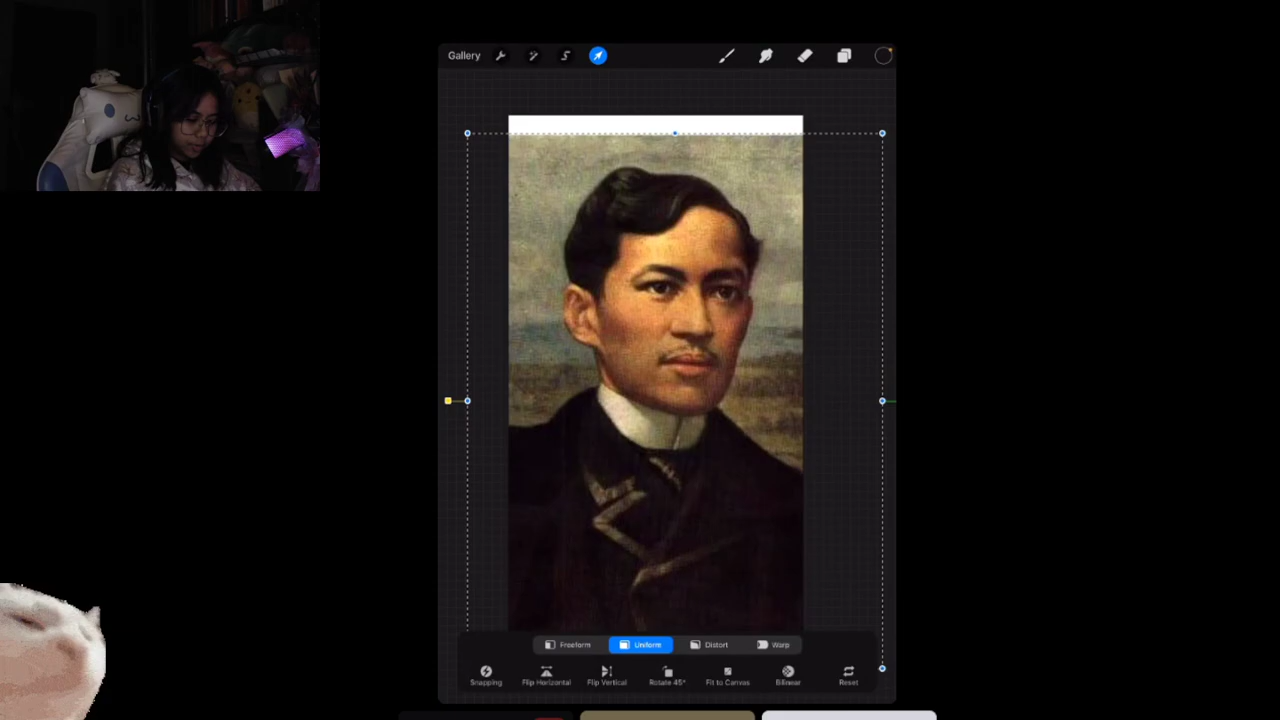 Gallery
Freeform Uniform Distort Warp
Snapping Flip Horizontal Flip Vertical Rotate 45° Fit to Canvas Bilinear Reset